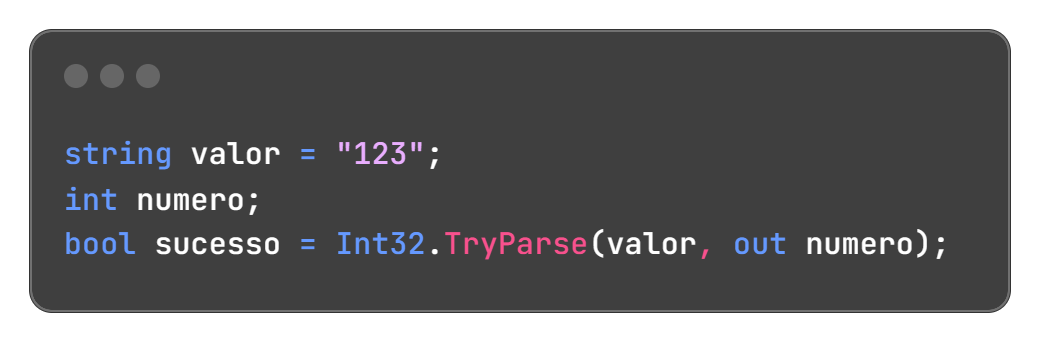 string valor = "123";
int numero;
bool sucesso = Int32.TryParse(valor, out numero);